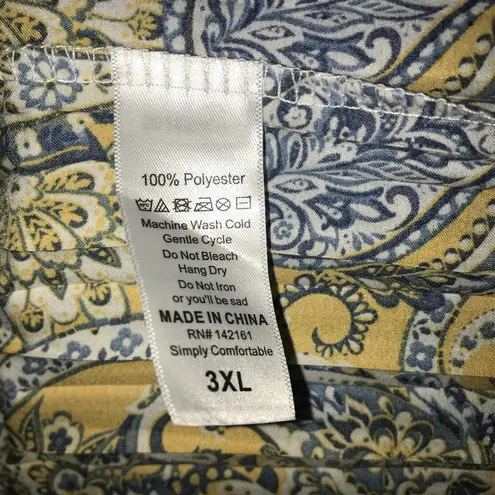 100% Polyester
Machine Wash Cold
Gentle Cycle
Do Not Bleach
Hang Dry
Do Not Iron
or you'll be sad
MADE IN CHINA
RN# 142161
Simply Comfortable
3XL